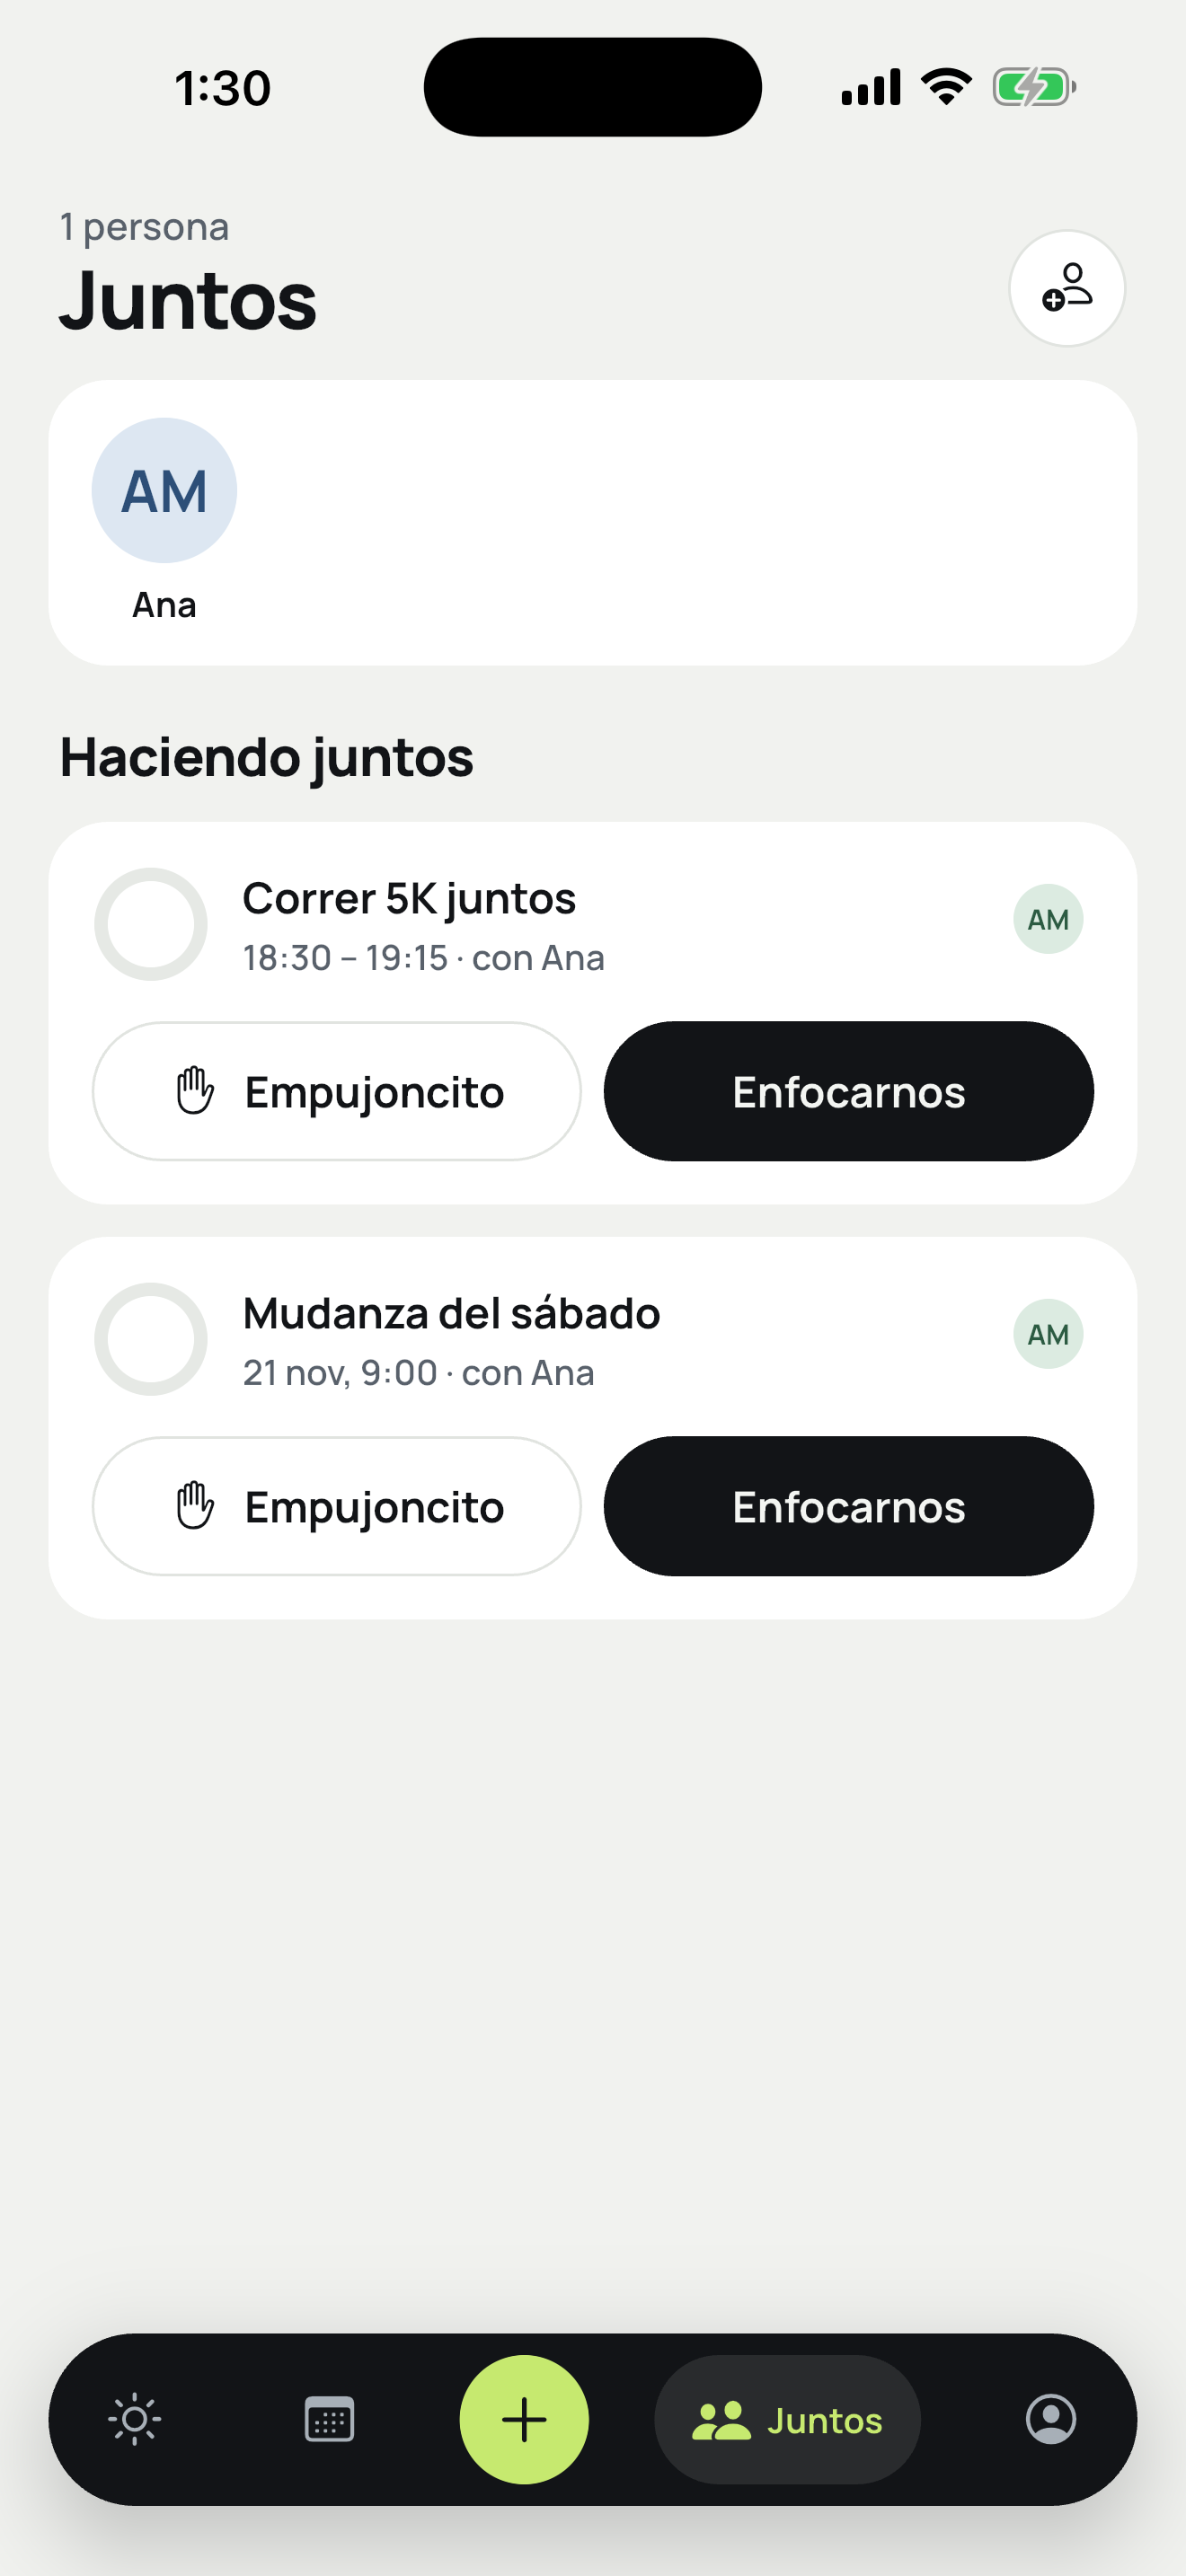 1:30
1 persona
Juntos
AM
Ana
Haciendo juntos
Correr 5K juntos
18:30 – 19:15 · con Ana
AM
Empujoncito
Enfocarnos
Mudanza del sábado
21 nov, 9:00 · con Ana
AM
Empujoncito
Enfocarnos
Juntos